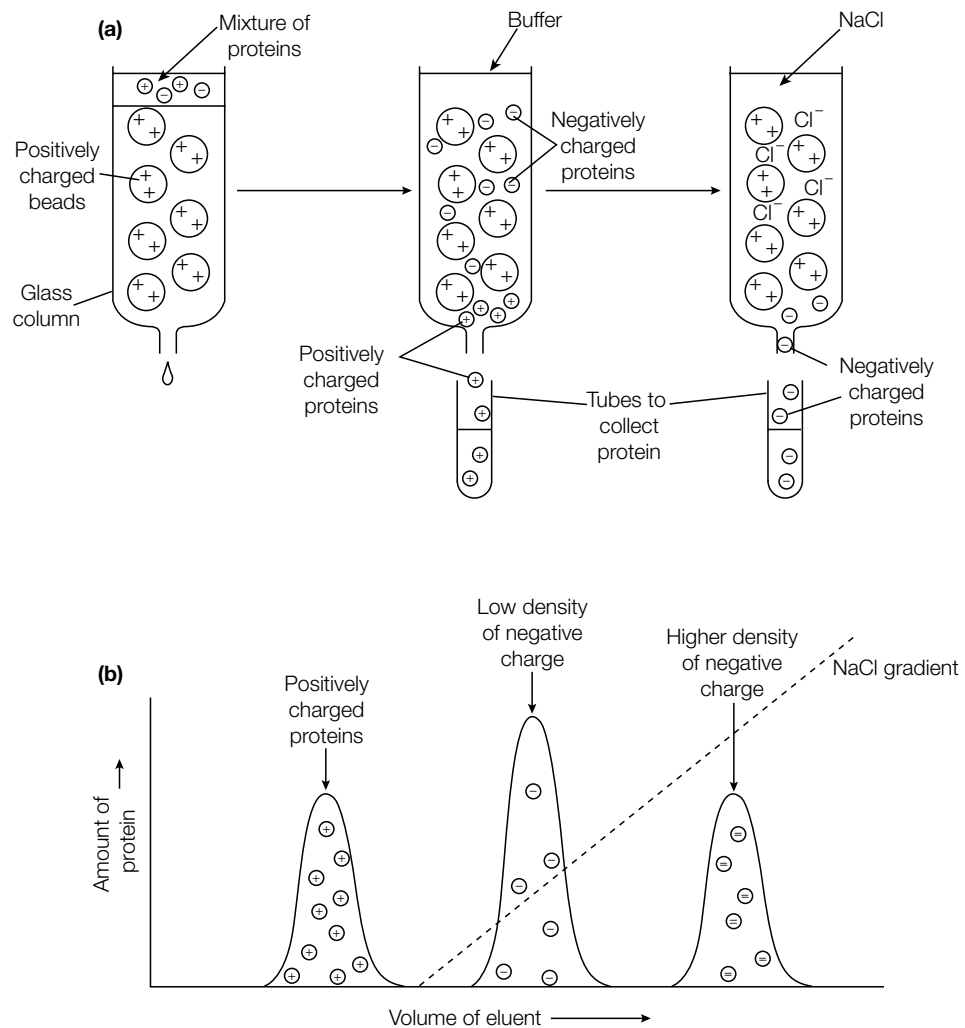 (a)
Mixture of
proteins
Buffer
NaCl
Positively
charged
beads
Negatively
charged
proteins
Cl⁻
Cl⁻
Cl⁻
Cl⁻
Glass
column
Positively
charged
proteins
Tubes to
collect
protein
Negatively
charged
proteins
(b)
Positively
charged
proteins
Low density
of negative
charge
Higher density
of negative
charge
NaCl gradient
Amount of
protein
Volume of eluent